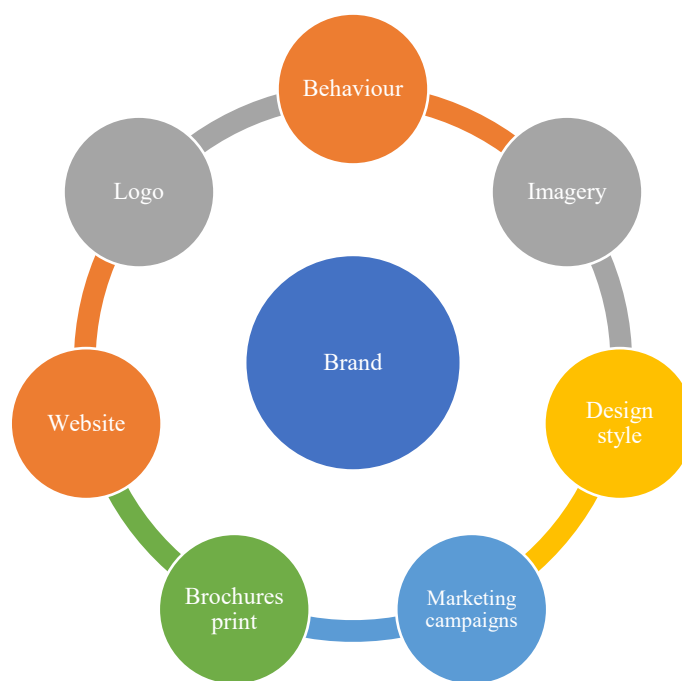 Behaviour
Logo
Imagery
Brand
Website
Design
style
Brochures
print
Marketing
campaigns